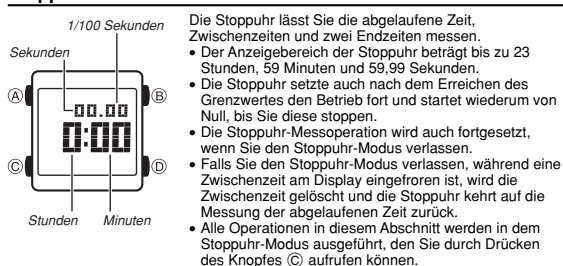 1/100 Sekunden
Sekunden
A
B
00.00
0:00
C
D
Stunden
Minuten
Die Stoppuhr lässt Sie die abgelaufene Zeit,
Zwischenzeiten und zwei Endzeiten messen.
• Der Anzeigebereich der Stoppuhr beträgt bis zu 23
Stunden, 59 Minuten und 59,99 Sekunden.
• Die Stoppuhr setzte auch nach dem Erreichen des
Grenzwertes den Betrieb fort und startet wiederum von
Null, bis Sie diese stoppen.
• Die Stoppuhr-Messoperation wird auch fortgesetzt,
wenn Sie den Stoppuhr-Modus verlassen.
• Falls Sie den Stoppuhr-Modus verlassen, während eine
Zwischenzeit am Display eingefroren ist, wird die
Zwischenzeit gelöscht und die Stoppuhr kehrt auf die
Messung der abgelaufenen Zeit zurück.
• Alle Operationen in diesem Abschnitt werden in dem
Stoppuhr-Modus ausgeführt, den Sie durch Drücken
des Knopfes Ⓒ aufrufen können.